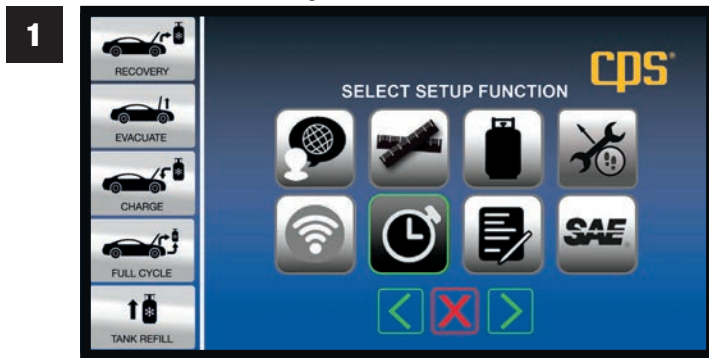 1
RECOVERY
EVACUATE
CHARGE
FULL CYCLE
TANK REFILL
cps®
SELECT SETUP FUNCTION
SAE